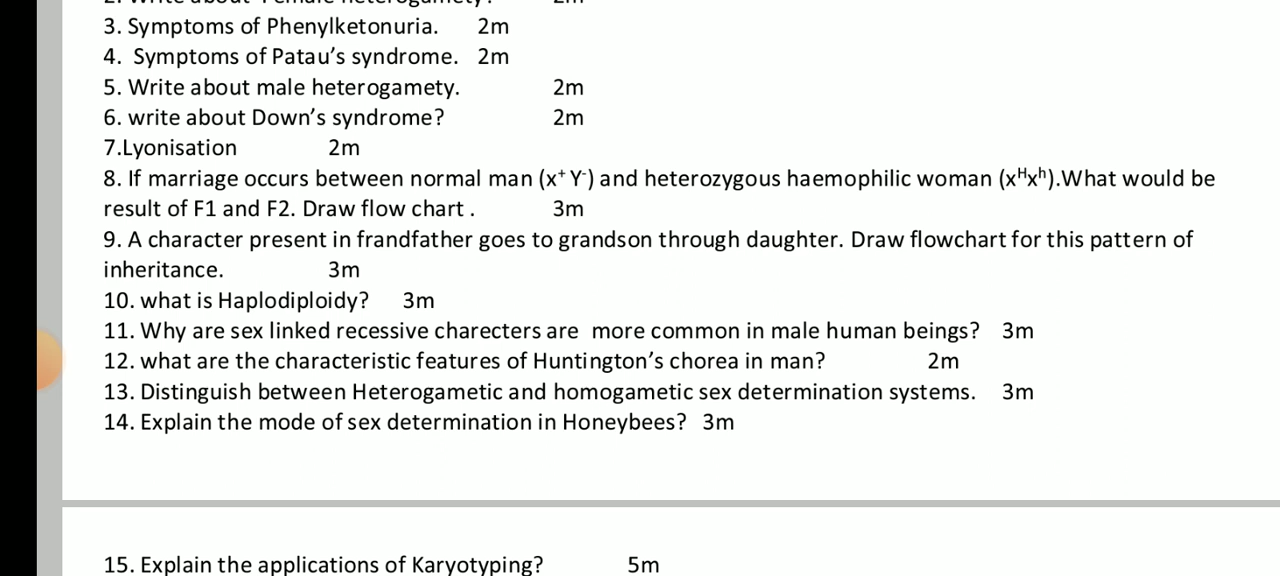 2. Write about Female heterogamety? 2m
3. Symptoms of Phenylketonuria. 2m
4. Symptoms of Patau's syndrome. 2m
5. Write about male heterogamety. 2m
6. write about Down's syndrome? 2m
7.Lyonisation 2m
8. If marriage occurs between normal man (x⁺ Y⁻) and heterozygous haemophilic woman (xᴴxʰ).What would be
result of F1 and F2. Draw flow chart . 3m
9. A character present in frandfather goes to grandson through daughter. Draw flowchart for this pattern of
inheritance. 3m
10. what is Haplodiploidy? 3m
11. Why are sex linked recessive charecters are more common in male human beings? 3m
12. what are the characteristic features of Huntington's chorea in man? 2m
13. Distinguish between Heterogametic and homogametic sex determination systems. 3m
14. Explain the mode of sex determination in Honeybees? 3m
15. Explain the applications of Karyotyping? 5m